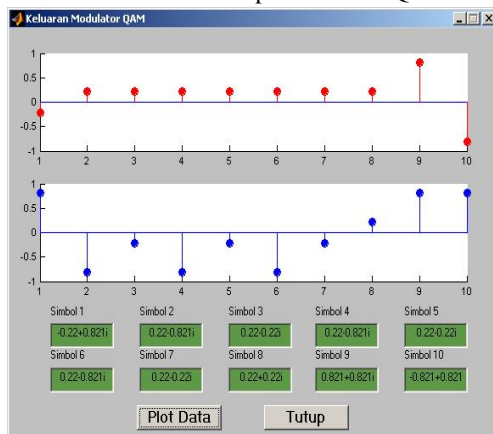 Keluaran Modulator QAM
1
0.5
0
-0.5
-1
1 2 3 4 5 6 7 8 9 10
1
0.5
0
-0.5
-1
1 2 3 4 5 6 7 8 9 10
Simbol 1 Simbol 2 Simbol 3 Simbol 4 Simbol 5
-0.22+0.821i 0.22-0.821i 0.22-0.22i 0.22-0.821i 0.22-0.22i
Simbol 6 Simbol 7 Simbol 8 Simbol 9 Simbol 10
0.22-0.821i 0.22-0.22i 0.22+0.22i 0.821+0.821i -0.821+0.821
Plot Data Tutup